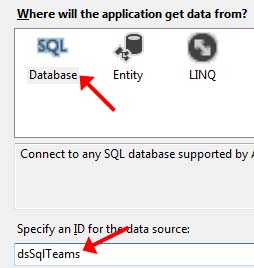 Where will the application get data from?
SQL
Database Entity LINQ
Connect to any SQL database supported by
Specify an ID for the data source:
dsSqlTeams